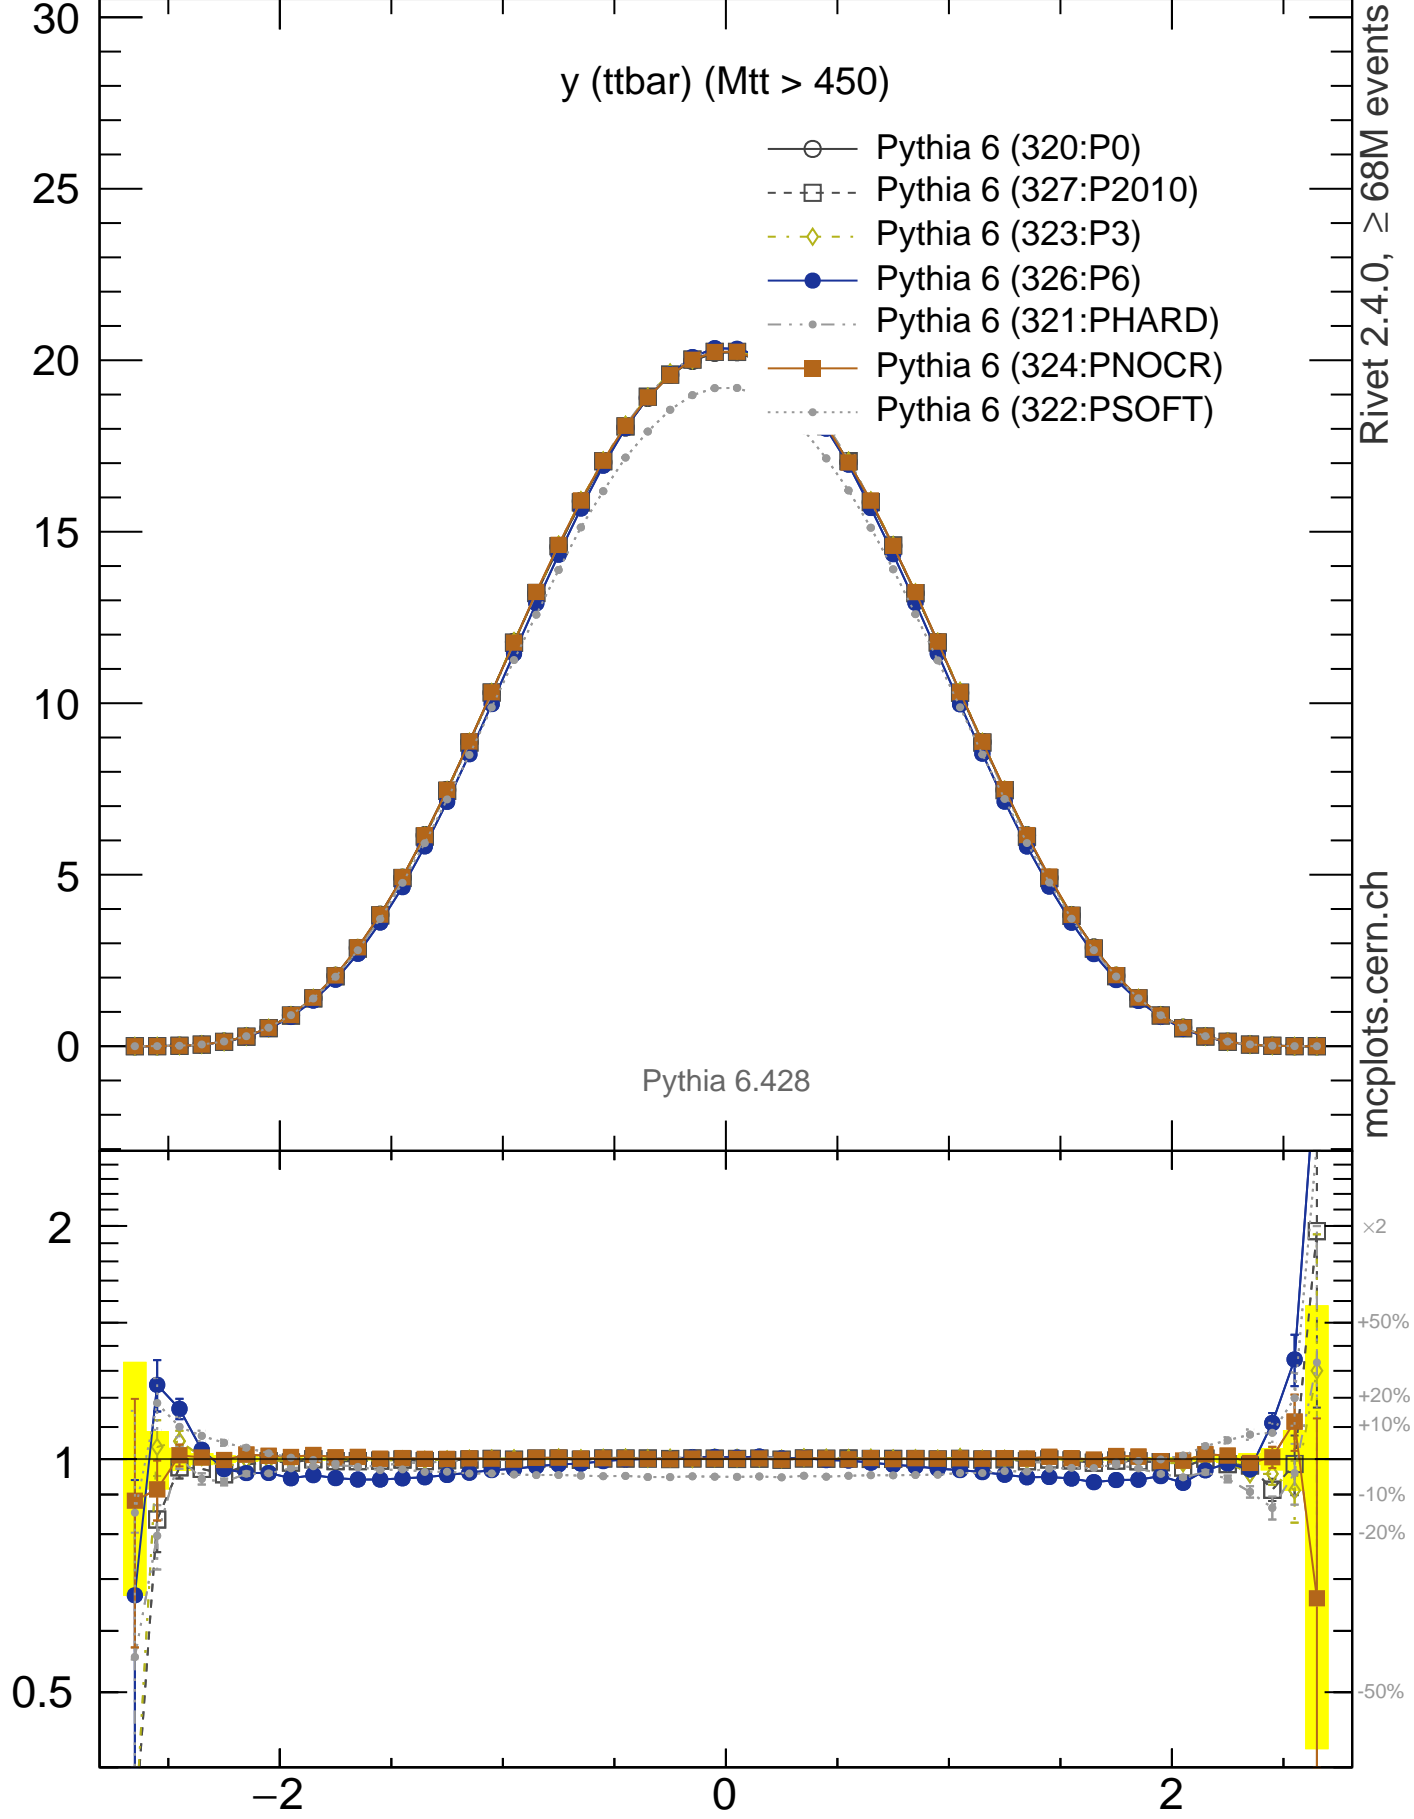 30
25
20
15
10
5
0
y (ttbar) (Mtt > 450)
Pythia 6 (320:P0)
Pythia 6 (327:P2010)
Pythia 6 (323:P3)
Pythia 6 (326:P6)
Pythia 6 (321:PHARD)
Pythia 6 (324:PNOCR)
Pythia 6 (322:PSOFT)
Pythia 6.428
Rivet 2.4.0, ≥ 68M events
mcplots.cern.ch
2
1
0.5
×2
+50%
+20%
+10%
-10%
-20%
-50%
−2
0
2